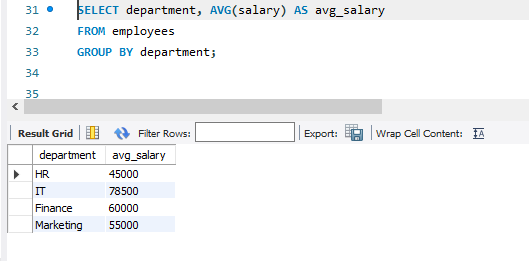 31 SELECT department, AVG(salary) AS avg_salary
32 FROM employees
33 GROUP BY department;
34
35
Result Grid Filter Rows: Export: Wrap Cell Content: IA
department avg_salary
HR 45000
IT 78500
Finance 60000
Marketing 55000